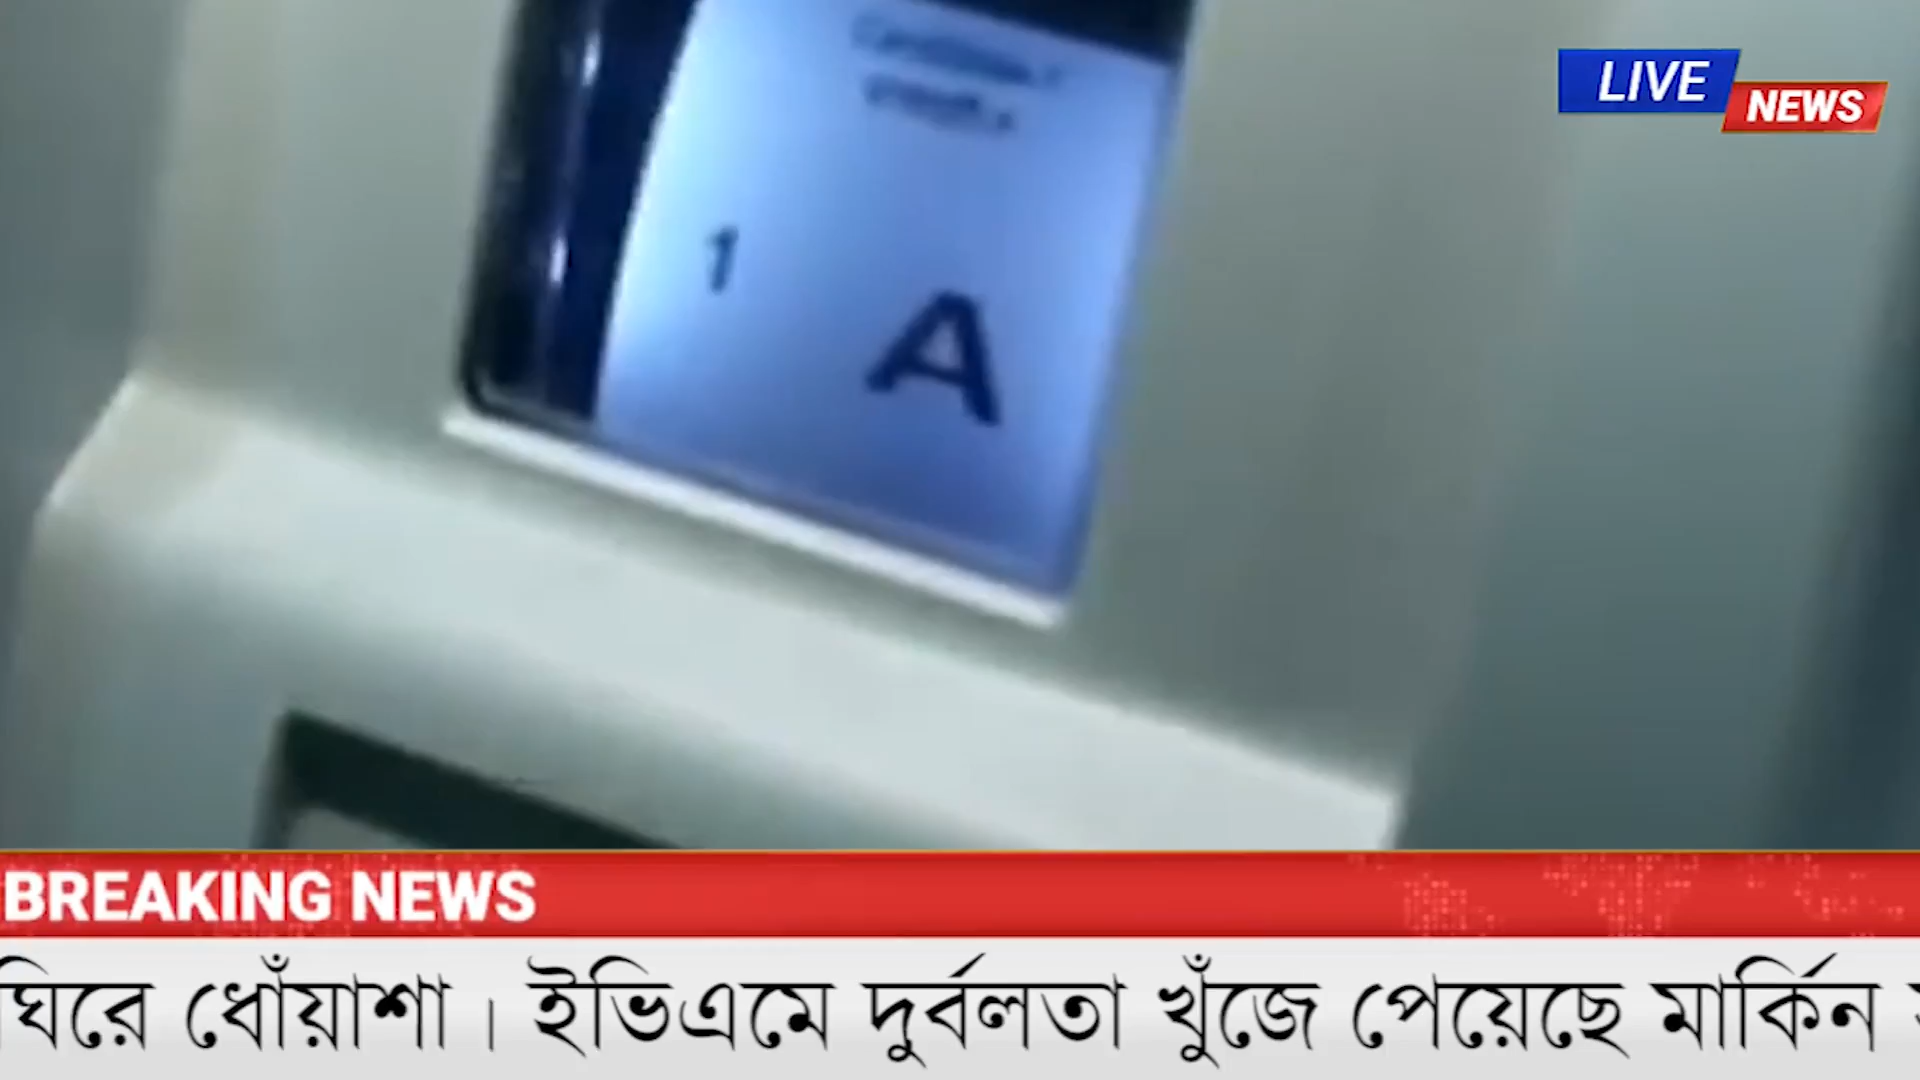 LIVE
NEWS
1
A
BREAKING NEWS
ঘিরে ধোঁয়াশা। ইভিএমে দুর্বলতা খুঁজে পেয়েছে মার্কিন